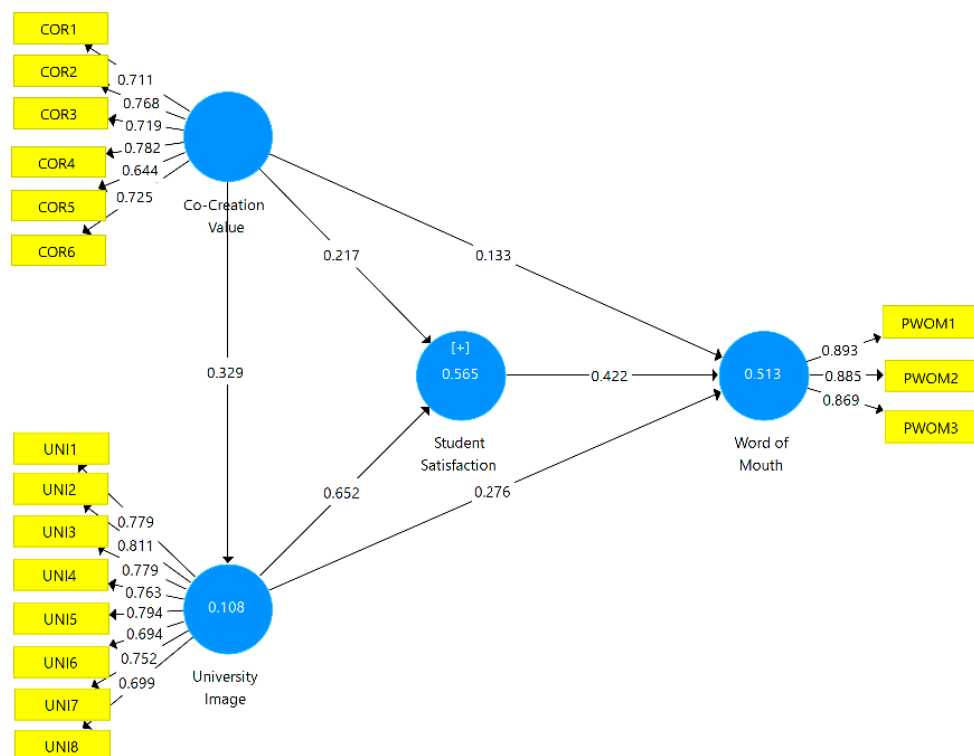 COR1
COR2
COR3
COR4
COR5
COR6
0.711
0.768
0.719
0.782
0.644
0.725
Co-Creation
Value
0.217
0.133
0.329
[+]
0.565
Student
Satisfaction
0.422
0.513
Word of
Mouth
0.893
0.885
0.869
PWOM1
PWOM2
PWOM3
0.652
0.276
UNI1
UNI2
UNI3
UNI4
UNI5
UNI6
UNI7
UNI8
0.779
0.811
0.779
0.763
0.794
0.694
0.752
0.699
0.108
University
Image